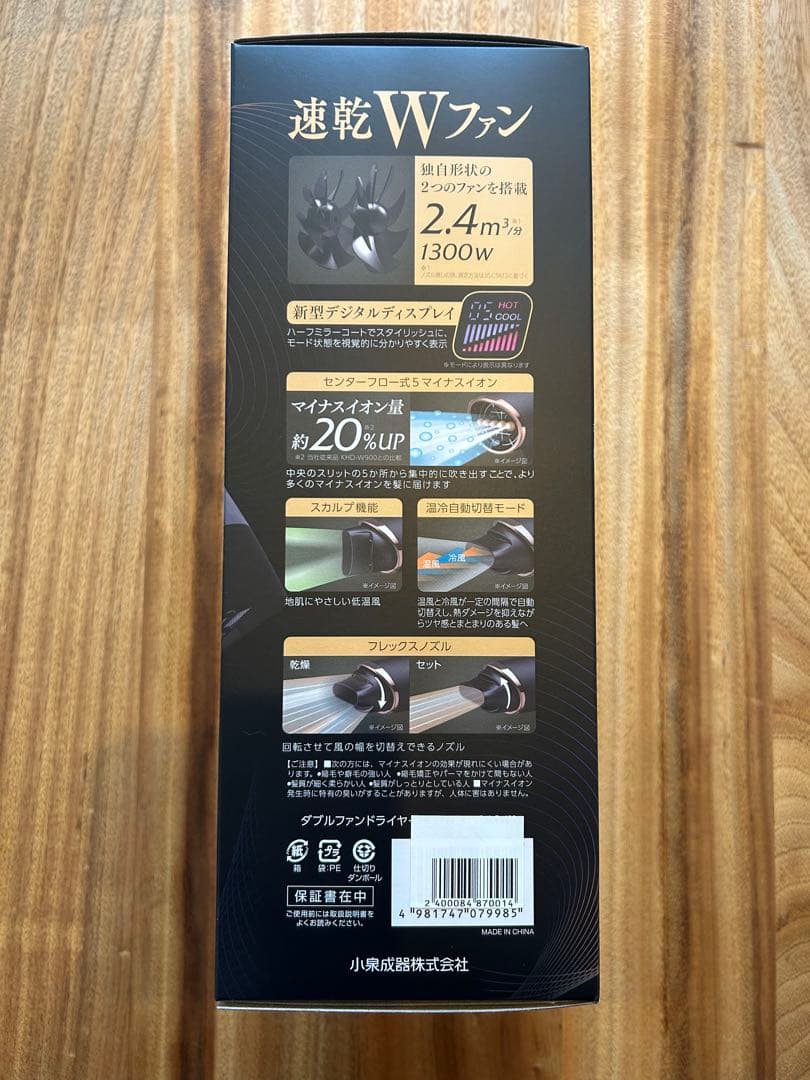 速乾Wファン
独自形状の
2つのファンを搭載
2.4m³/分※1
1300W
※1
新型デジタルディスプレイ
HOT
COOL
ハーフミラーコートでスタイリッシュに、
モード状態を視覚的に分かりやすく表示
※モードにより表示は異なります
センターフロー式5マイナスイオン
マイナスイオン量
約20%UP※2
※2 当社従来品 KHD-W900との比較
※イメージ図
中央のスリットの5か所から集中的に吹き出すことで、より
多くのマイナスイオンを髪に届けます
スカルプ機能
※イメージ図
地肌にやさしい低温風
温冷自動切替モード
温風
冷風
※イメージ図
温風と冷風が一定の間隔で自動
切替えし、熱ダメージを抑えなが
らツヤ感とまとまりのある髪へ
フレックスノズル
乾燥
※イメージ図
セット
※イメージ図
回転させて風の幅を切替えできるノズル
【ご注意】■次の方には、マイナスイオンの効果が現れにくい場合があ
ります。●縮毛や癖毛の強い人 ●縮毛矯正やパーマをかけて間もない人
●髪質が細く柔らかい人 ●髪質がしっとりとしている人 ■マイナスイオン
発生時に特有の臭いがすることがありますが、人体に害はありません。
ダブルファンドライヤー
紙
箱
プラ
袋:PE
仕切り
ダンボール
保証書在中
ご使用前には取扱説明書を
よくお読みください。
2 400084 870014
4 981747 079985
MADE IN CHINA
小泉成器株式会社